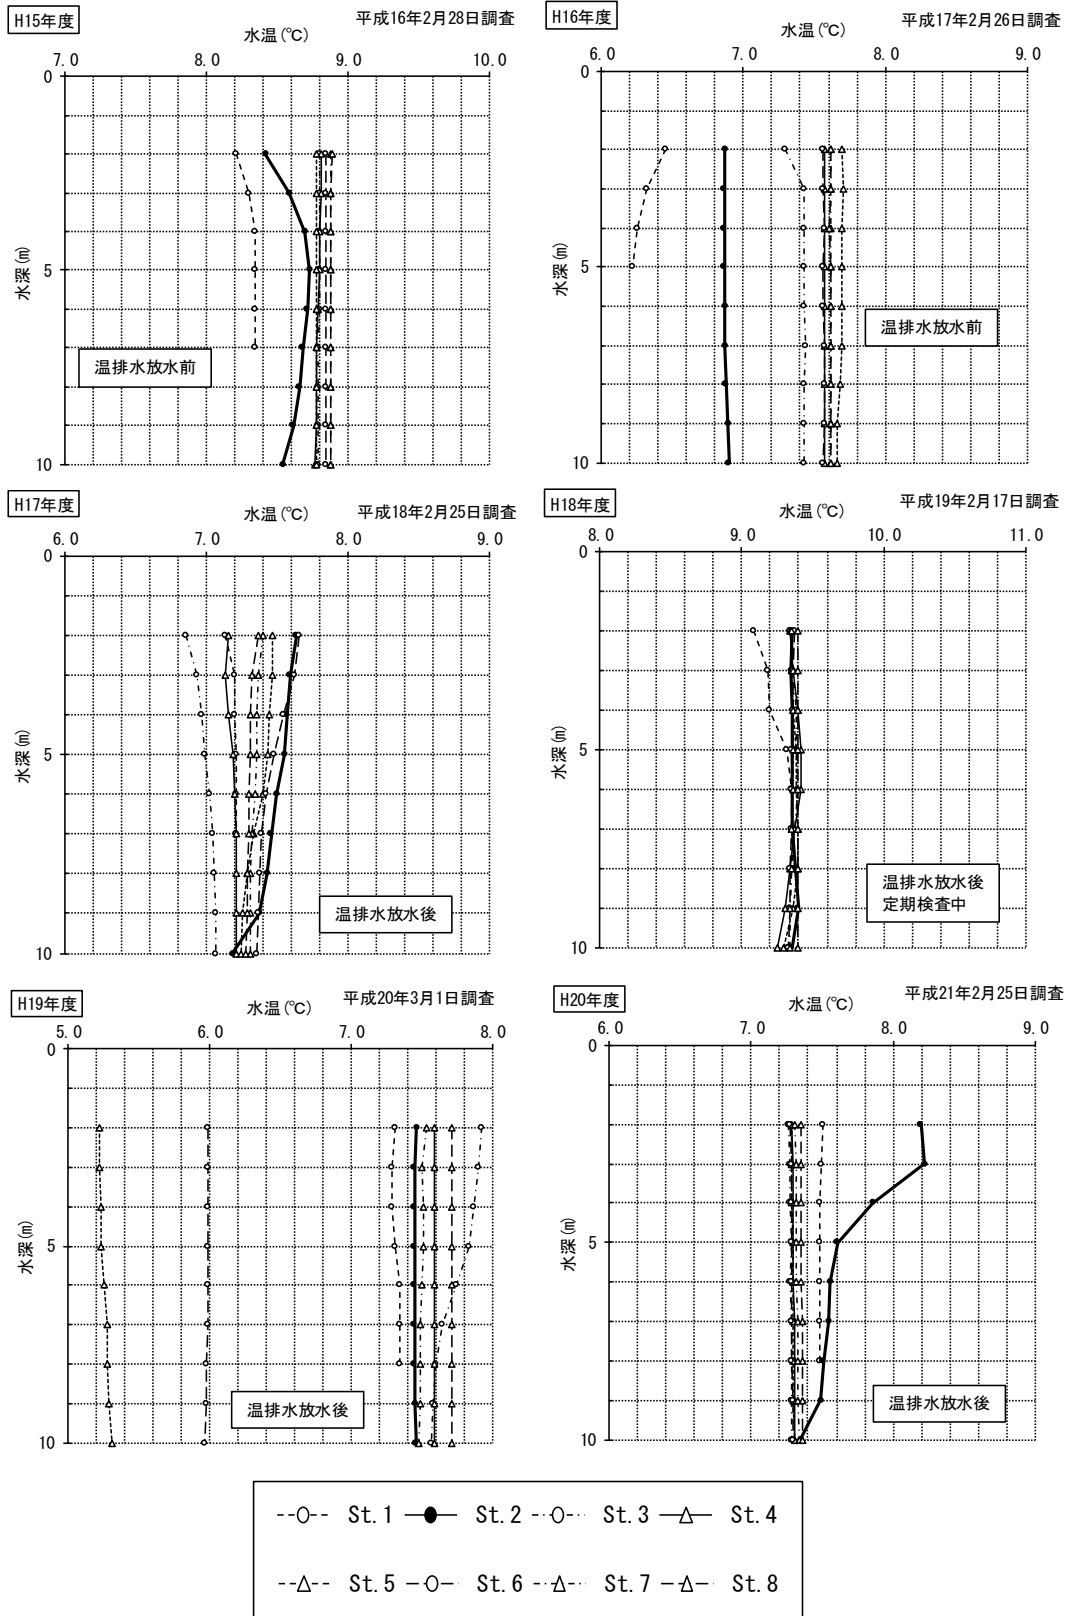 H15年度
平成16年2月28日調査
水温(℃)
7.0 8.0 9.0 10.0
0
5
10
水深(m)
温排水放水前
H16年度
平成17年2月26日調査
水温(℃)
6.0 7.0 8.0 9.0
0
5
10
水深(m)
温排水放水前
H17年度
平成18年2月25日調査
水温(℃)
6.0 7.0 8.0 9.0
0
5
10
水深(m)
温排水放水後
H18年度
平成19年2月17日調査
水温(℃)
8.0 9.0 10.0 11.0
0
5
10
水深(m)
温排水放水後
定期検査中
H19年度
平成20年3月1日調査
水温(℃)
5.0 6.0 7.0 8.0
0
5
10
水深(m)
温排水放水後
H20年度
平成21年2月25日調査
水温(℃)
6.0 7.0 8.0 9.0
0
5
10
水深(m)
温排水放水後
St.1 St.2 St.3 St.4
St.5 St.6 St.7 St.8